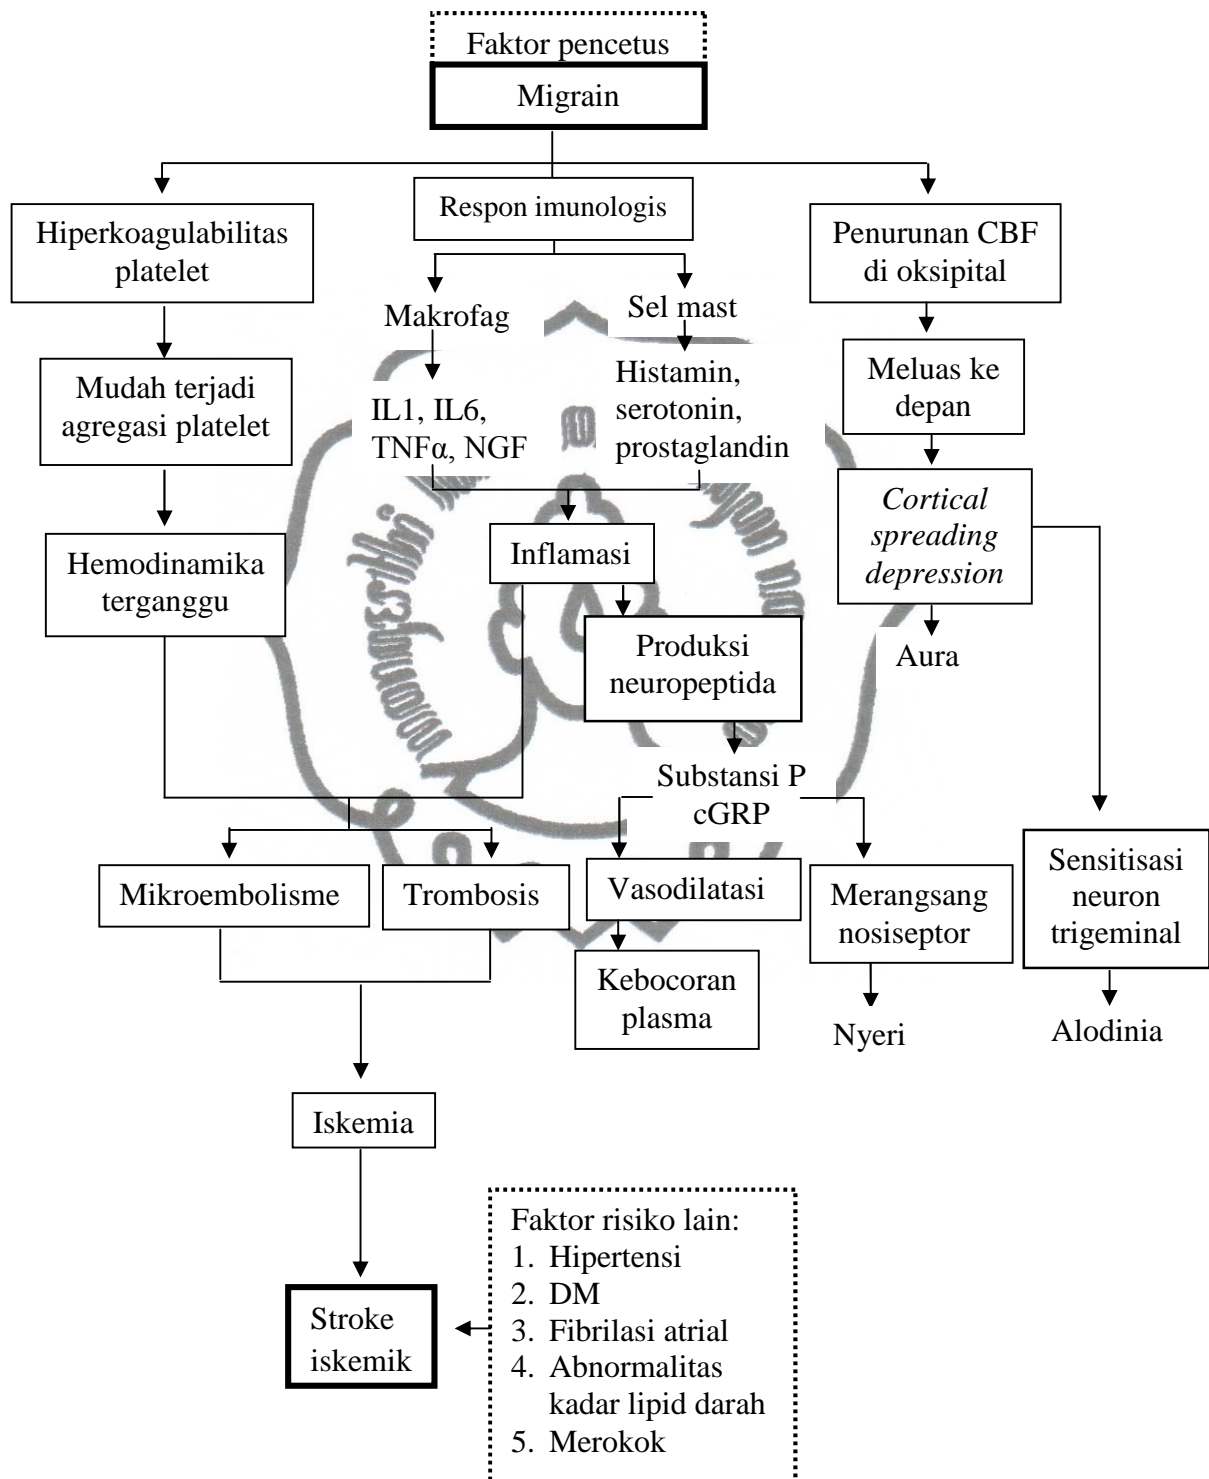 Faktor pencetus
Migrain
Respon imunologis
Hiperkoagulabilitas
platelet
Penurunan CBF
di oksipital
Makrofag
Sel mast
Mudah terjadi
agregasi platelet
IL1, IL6,
TNFα, NGF
Histamin,
serotonin,
prostaglandin
Meluas ke
depan
Cortical
spreading
depression
Hemodinamika
terganggu
Inflamasi
Produksi
neuropeptida
Aura
Substansi P
cGRP
Mikroembolisme
Trombosis
Vasodilatasi
Merangsang
nosiseptor
Sensitisasi
neuron
trigeminal
Kebocoran
plasma
Nyeri
Alodinia
Iskemia
Stroke
iskemik
Faktor risiko lain:
1. Hipertensi
2. DM
3. Fibrilasi atrial
4. Abnormalitas
kadar lipid darah
5. Merokok